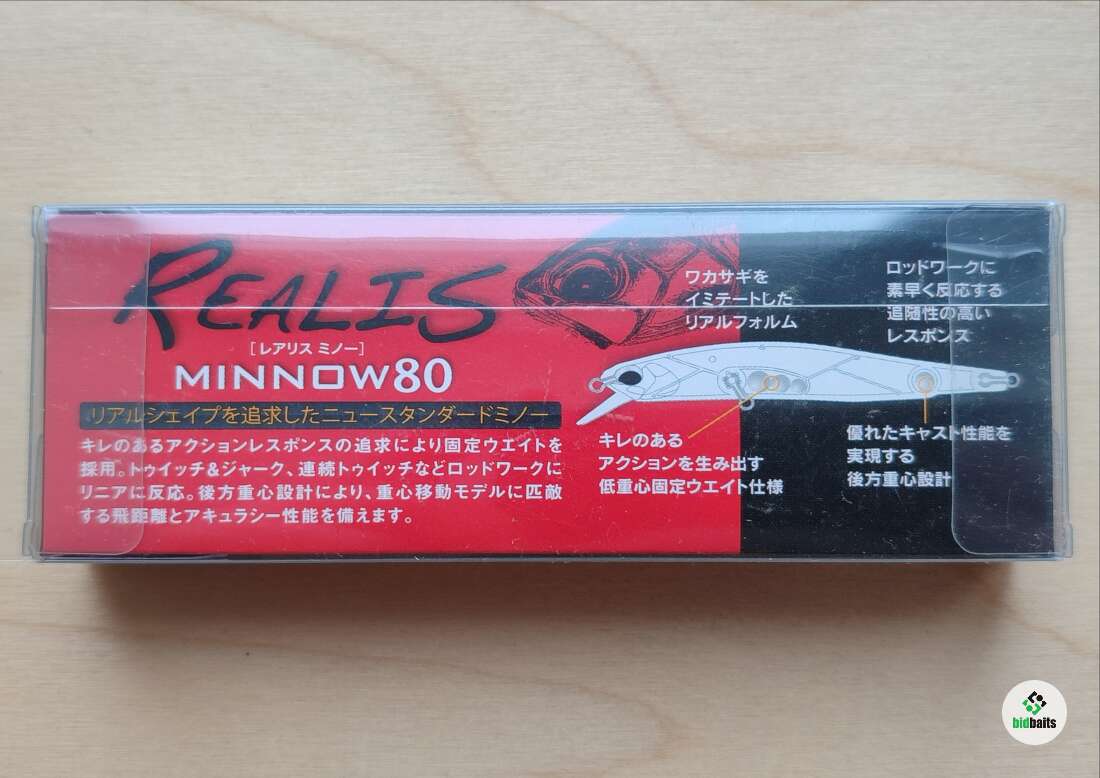 REALIS
[レアリス ミノー]
MINNOW80
リアルシェイプを追求したニュースタンダードミノー
キレのあるアクションレスポンスの追求により固定ウエイトを
採用。トゥイッチ&ジャーク、連続トゥイッチなどロッドワークに
リニアに反応。後方重心設計により、重心移動モデルに匹敵
する飛距離とアキュラシー性能を備えます。
ワカサギを
イミテートした
リアルフォルム
ロッドワークに
素早く反応する
追随性の高い
レスポンス
キレのある
アクションを生み出す
低重心固定ウエイト仕様
優れたキャスト性能を
実現する
後方重心設計
bidbaits